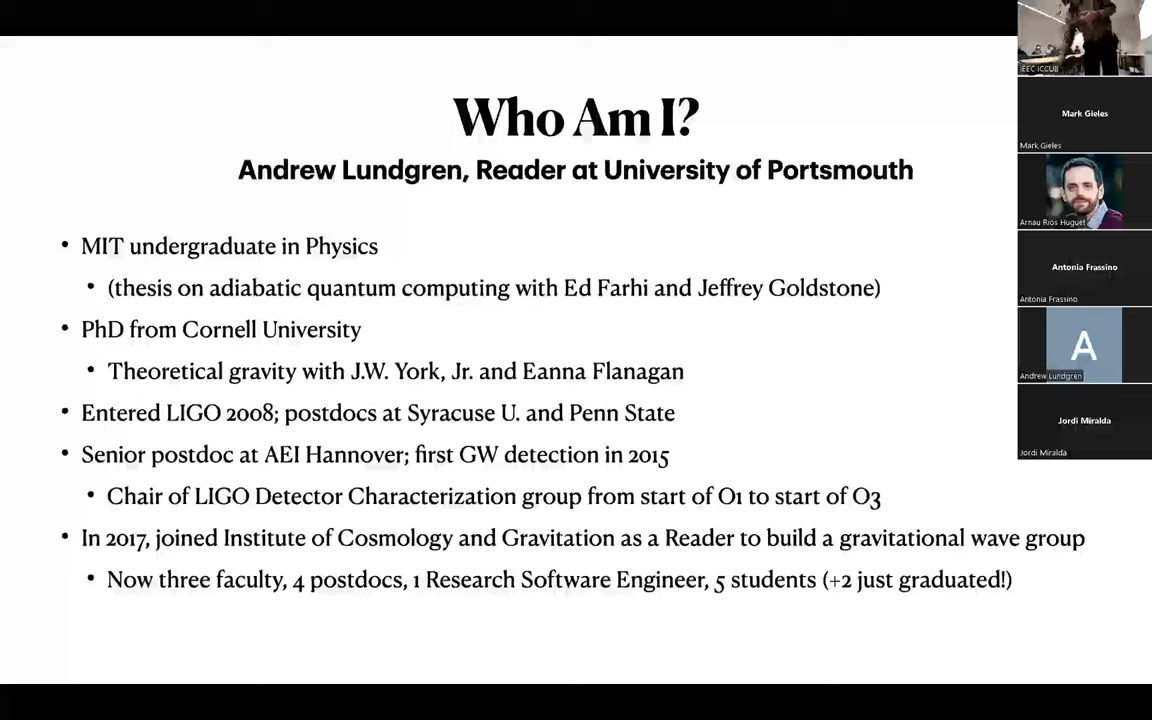 Who Am I?
Andrew Lundgren, Reader at University of Portsmouth
• MIT undergraduate in Physics
• (thesis on adiabatic quantum computing with Ed Farhi and Jeffrey Goldstone)
• PhD from Cornell University
• Theoretical gravity with J.W. York, Jr. and Eanna Flanagan
• Entered LIGO 2008; postdocs at Syracuse U. and Penn State
• Senior postdoc at AEI Hannover; first GW detection in 2015
• Chair of LIGO Detector Characterization group from start of O1 to start of O3
• In 2017, joined Institute of Cosmology and Gravitation as a Reader to build a gravitational wave group
• Now three faculty, 4 postdocs, 1 Research Software Engineer, 5 students (+2 just graduated!)
IEEC ICCUB
Mark Gieles
Mark Gieles
Arnau Rios Huguet
Antonia Frassino
Antonia Frassino
A
Andrew Lundgren
Jordi Miralda
Jordi Miralda